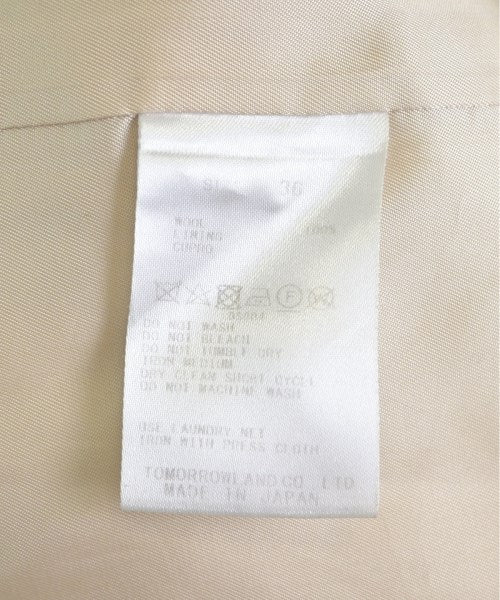 36
WOOL 100%
LINING
CUPRO
DO NOT WASH
DO NOT BLEACH
DO NOT TUMBLE DRY
IRON MEDIUM
DRY CLEAN SHORT CYCLE
DO NOT MACHINE WASH
USE LAUNDRY NET
IRON WITH PRESS CLOTH
TOMORROWLAND CO., LTD.
MADE IN JAPAN